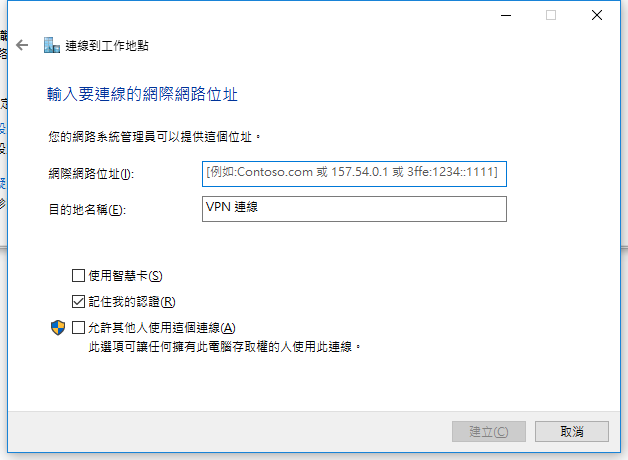 連線到工作地點
輸入要連線的網際網路位址
您的網路系統管理員可以提供這個位址。
網際網路位址(I):
[例如:Contoso.com 或 157.54.0.1 或 3ffe:1234::1111]
目的地名稱(E):
VPN 連線
使用智慧卡(S)
記住我的認證(R)
允許其他人使用這個連線(A)
此選項可讓任何擁有此電腦存取權的人使用此連線。
建立(C)
取消